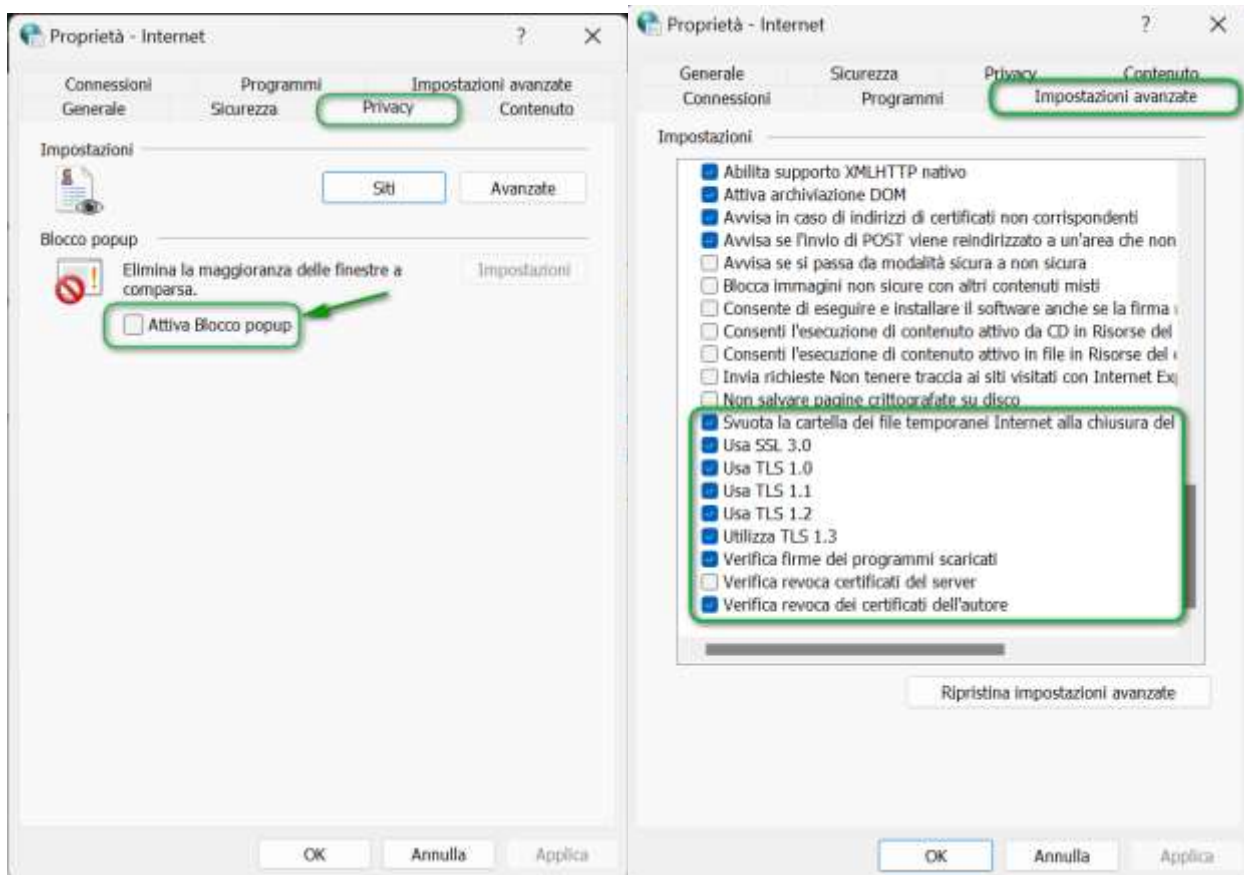 Proprietà - Internet
Connessioni Programmi Impostazioni avanzate
Generale Sicurezza Privacy Contenuto
Impostazioni
Siti Avanzate
Blocco popup
Elimina la maggioranza delle finestre a
comparsa.
Impostazioni
Attiva Blocco popup
OK Annulla Applica
Proprietà - Internet
Generale Sicurezza Privacy Contenuto
Connessioni Programmi Impostazioni avanzate
Impostazioni
Abilita supporto XMLHTTP nativo
Attiva archiviazione DOM
Avvisa in caso di indirizzi di certificati non corrispondenti
Avvisa se l'invio di POST viene reindirizzato a un'area che non
Avvisa se si passa da modalità sicura a non sicura
Blocca immagini non sicure con altri contenuti misti
Consente di eseguire e installare il software anche se la firma
Consenti l'esecuzione di contenuto attivo da CD in Risorse del
Consenti l'esecuzione di contenuto attivo in file in Risorse del
Invia richieste Non tenere traccia ai siti visitati con Internet Ex
Non salvare pagine crittografate su disco
Svuota la cartella dei file temporanei Internet alla chiusura del
Usa SSL 3.0
Usa TLS 1.0
Usa TLS 1.1
Usa TLS 1.2
Utilizza TLS 1.3
Verifica firme dei programmi scaricati
Verifica revoca certificati del server
Verifica revoca dei certificati dell'autore
Ripristina impostazioni avanzate
OK Annulla Applica